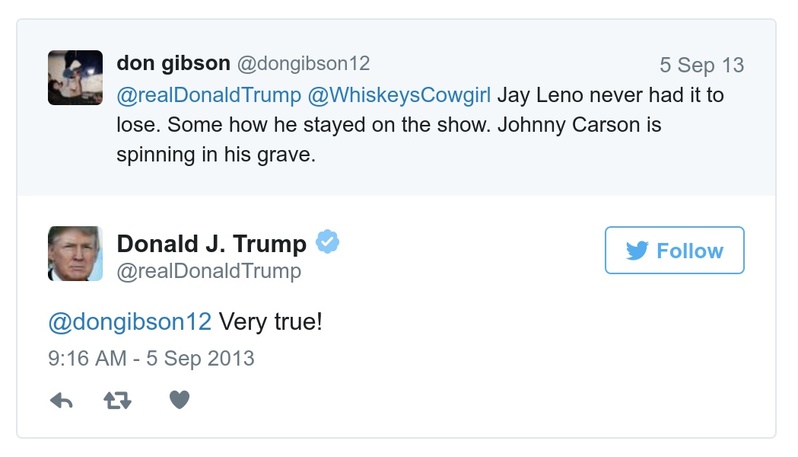 don gibson @dongibson12 5 Sep 13
@realDonaldTrump @WhiskeysCowgirl Jay Leno never had it to
lose. Some how he stayed on the show. Johnny Carson is
spinning in his grave.
Donald J. Trump
Follow
@realDonaldTrump
@dongibson12 Very true!
9:16 AM - 5 Sep 2013